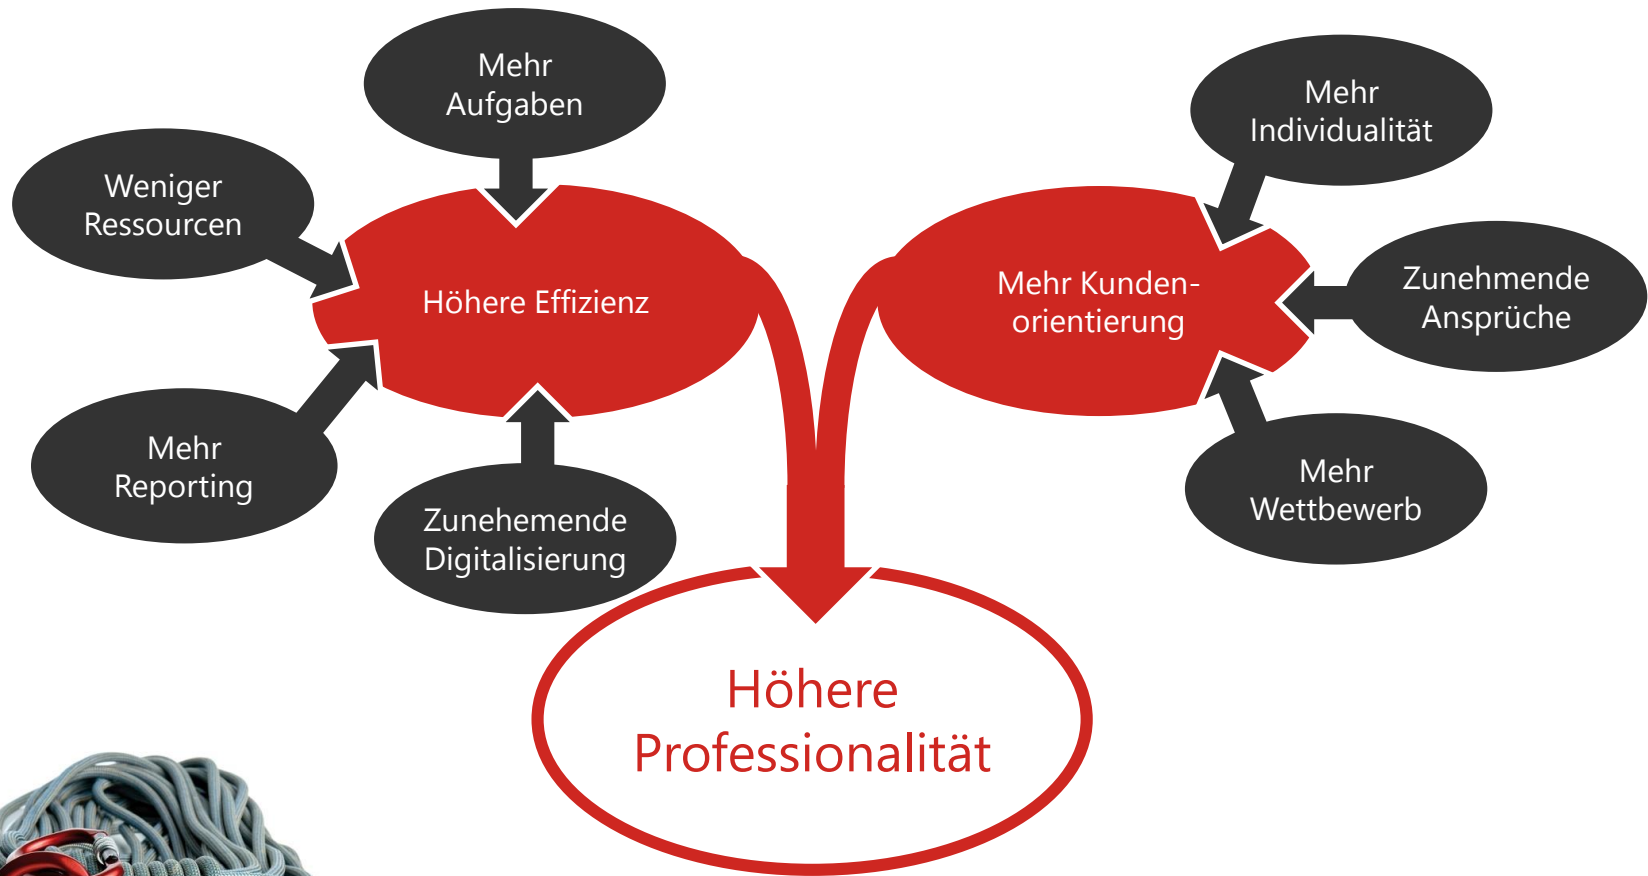 Mehr
Aufgaben
Weniger
Ressourcen
Höhere Effizienz
Mehr
Reporting
Zunehemende
Digitalisierung
Mehr
Individualität
Mehr Kunden-
orientierung
Zunehmende
Ansprüche
Mehr
Wettbewerb
Höhere
Professionalität